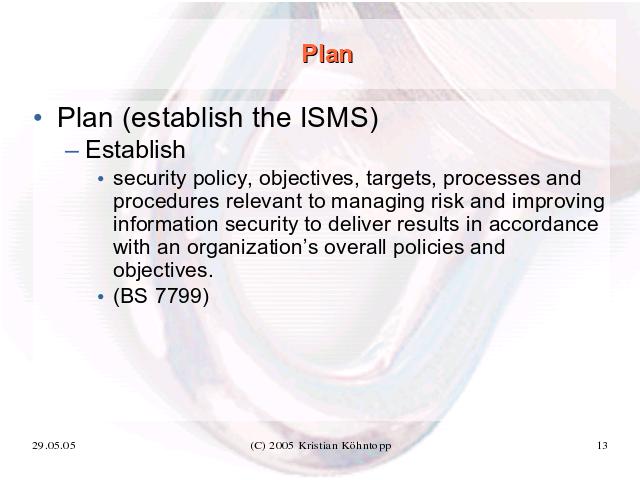 Plan
• Plan (establish the ISMS)
– Establish
• security policy, objectives, targets, processes and
procedures relevant to managing risk and improving
information security to deliver results in accordance
with an organization’s overall policies and
objectives.
• (BS 7799)
29.05.05
(C) 2005 Kristian Köhntopp
13